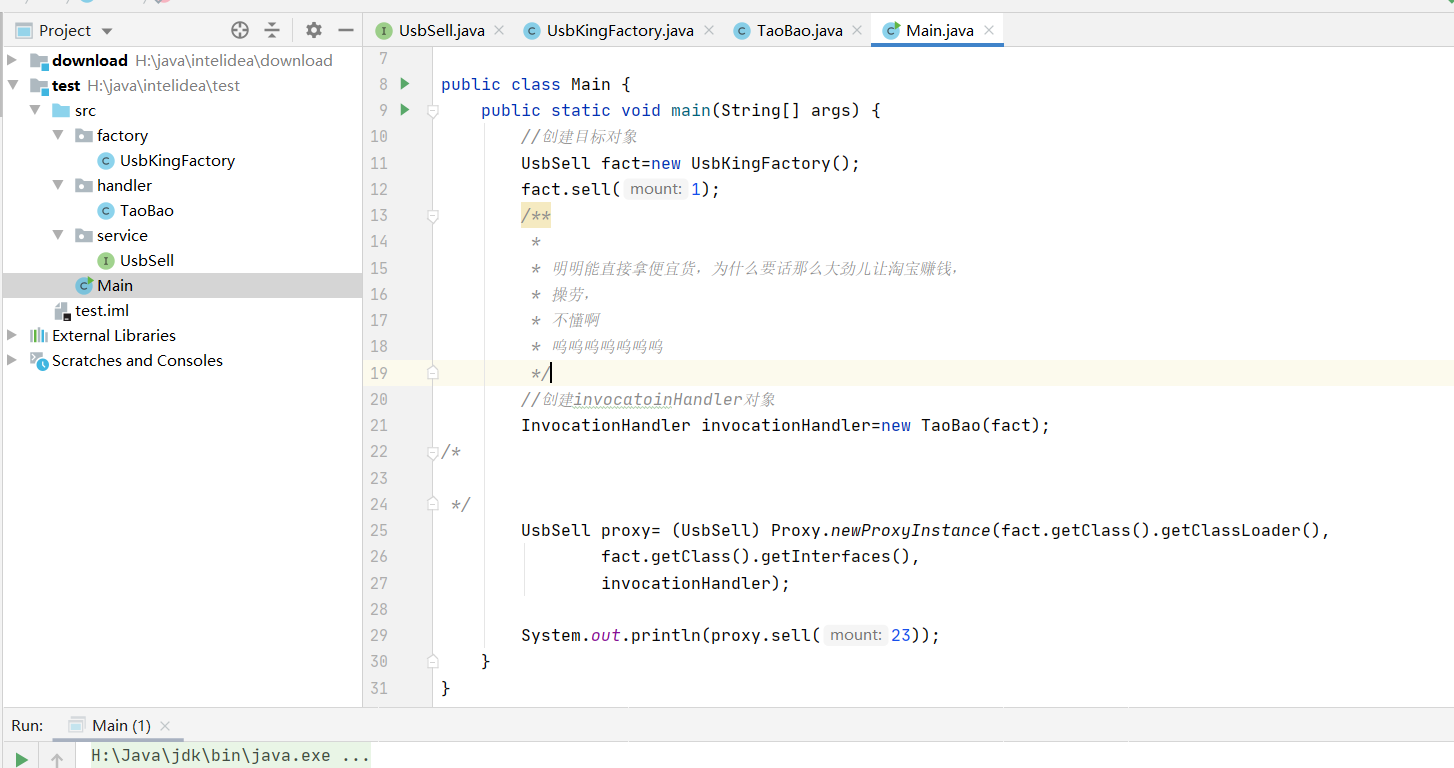 Project
UsbSell.java
UsbKingFactory.java
TaoBao.java
Main.java
download H:\java\intelidea\download
test H:\java\intelidea\test
src
factory
C UsbKingFactory
handler
C TaoBao
service
I UsbSell
C Main
test.iml
External Libraries
Scratches and Consoles
7
8 public class Main {
9 public static void main(String[] args) {
10 //创建目标对象
11 UsbSell fact=new UsbKingFactory();
12 fact.sell( mount: 1);
13 /**
14 *
15 * 明明能直接拿便宜货，为什么要话那么大劲儿让淘宝赚钱，
16 * 操劳，
17 * 不懂啊
18 * 呜呜呜呜呜呜呜
19 */
20 //创建invocatoinHandler对象
21 InvocationHandler invocationHandler=new TaoBao(fact);
22 /*
23
24 */
25 UsbSell proxy= (UsbSell) Proxy.newProxyInstance(fact.getClass().getClassLoader(),
26 fact.getClass().getInterfaces(),
27 invocationHandler);
28
29 System.out.println(proxy.sell( mount: 23));
30 }
31 }
Run: Main (1)
H:\Java\jdk\bin\java.exe ...